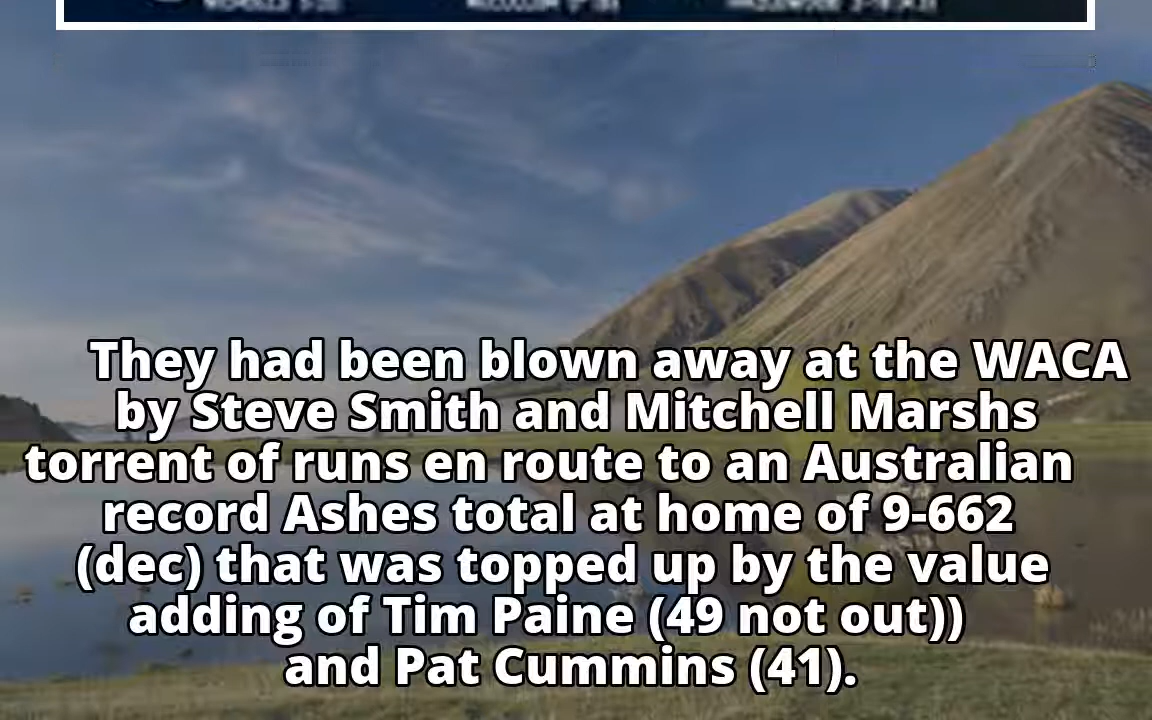 They had been blown away at the WACA
by Steve Smith and Mitchell Marshs
torrent of runs en route to an Australian
record Ashes total at home of 9-662
(dec) that was topped up by the value
adding of Tim Paine (49 not out))
and Pat Cummins (41).